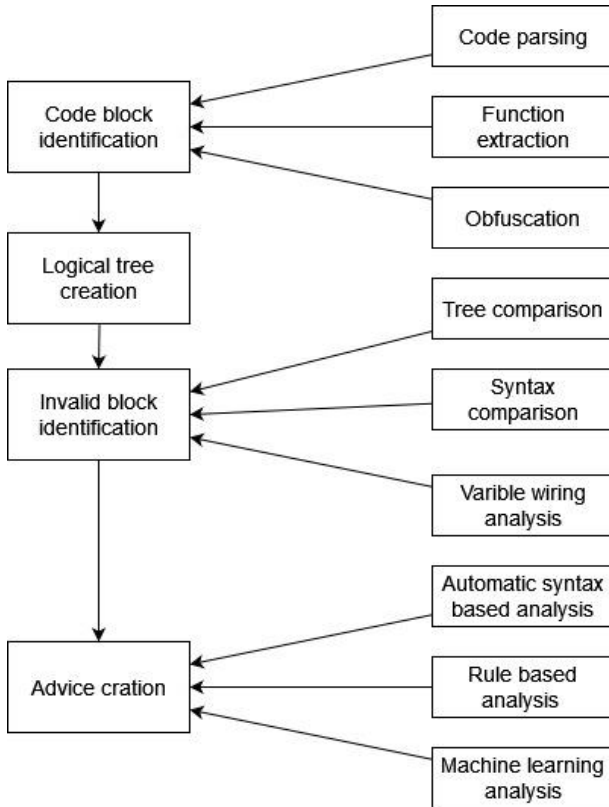 Code parsing
Code block
identification
Function
extraction
Obfuscation
Logical tree
creation
Tree comparison
Invalid block
identification
Syntax
comparison
Varible wiring
analysis
Automatic syntax
based analysis
Advice cration
Rule based
analysis
Machine learning
analysis